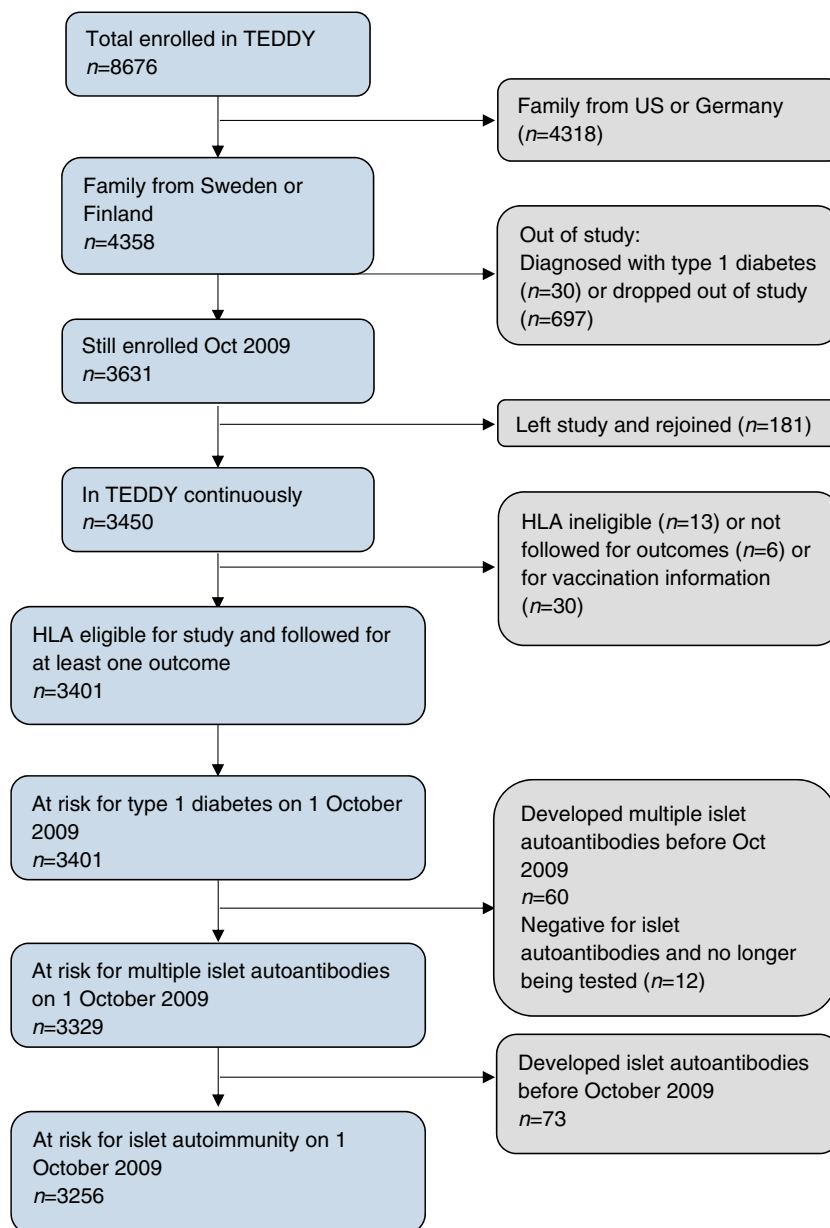 Total enrolled in TEDDY
n=8676
Family from US or Germany
(n=4318)
Family from Sweden or
Finland
n=4358
Out of study:
Diagnosed with type 1 diabetes
(n=30) or dropped out of study
(n=697)
Still enrolled Oct 2009
n=3631
Left study and rejoined (n=181)
In TEDDY continuously
n=3450
HLA ineligible (n=13) or not
followed for outcomes (n=6) or
for vaccination information
(n=30)
HLA eligible for study and followed for
at least one outcome
n=3401
At risk for type 1 diabetes on 1 October
2009
n=3401
Developed multiple islet
autoantibodies before Oct
2009
n=60
Negative for islet
autoantibodies and no longer
being tested (n=12)
At risk for multiple islet autoantibodies
on 1 October 2009
n=3329
Developed islet autoantibodies
before October 2009
n=73
At risk for islet autoimmunity on 1
October 2009
n=3256